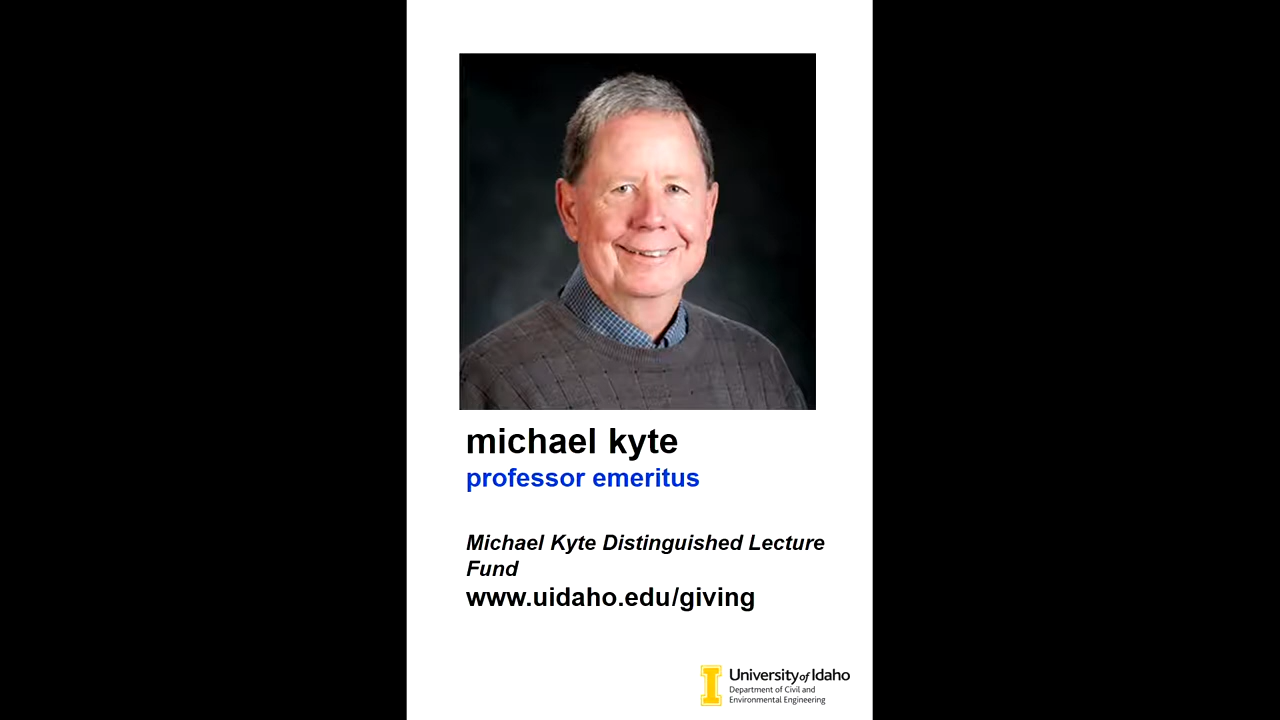 michael kyte
professor emeritus
Michael Kyte Distinguished Lecture
Fund
www.uidaho.edu/giving
I
University of Idaho
Department of Civil and
Environmental Engineering